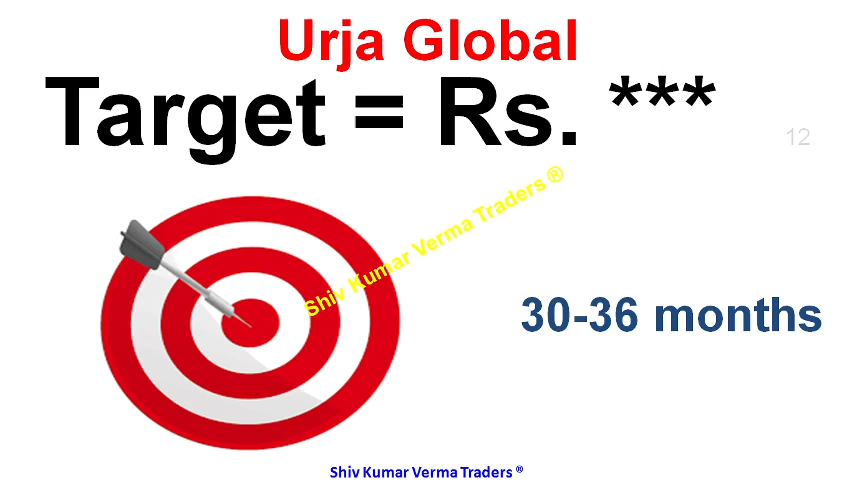 Urja Global
Target = Rs. ***
12
Shiv Kumar Verma Traders ®
30-36 months
Shiv Kumar Verma Traders ®